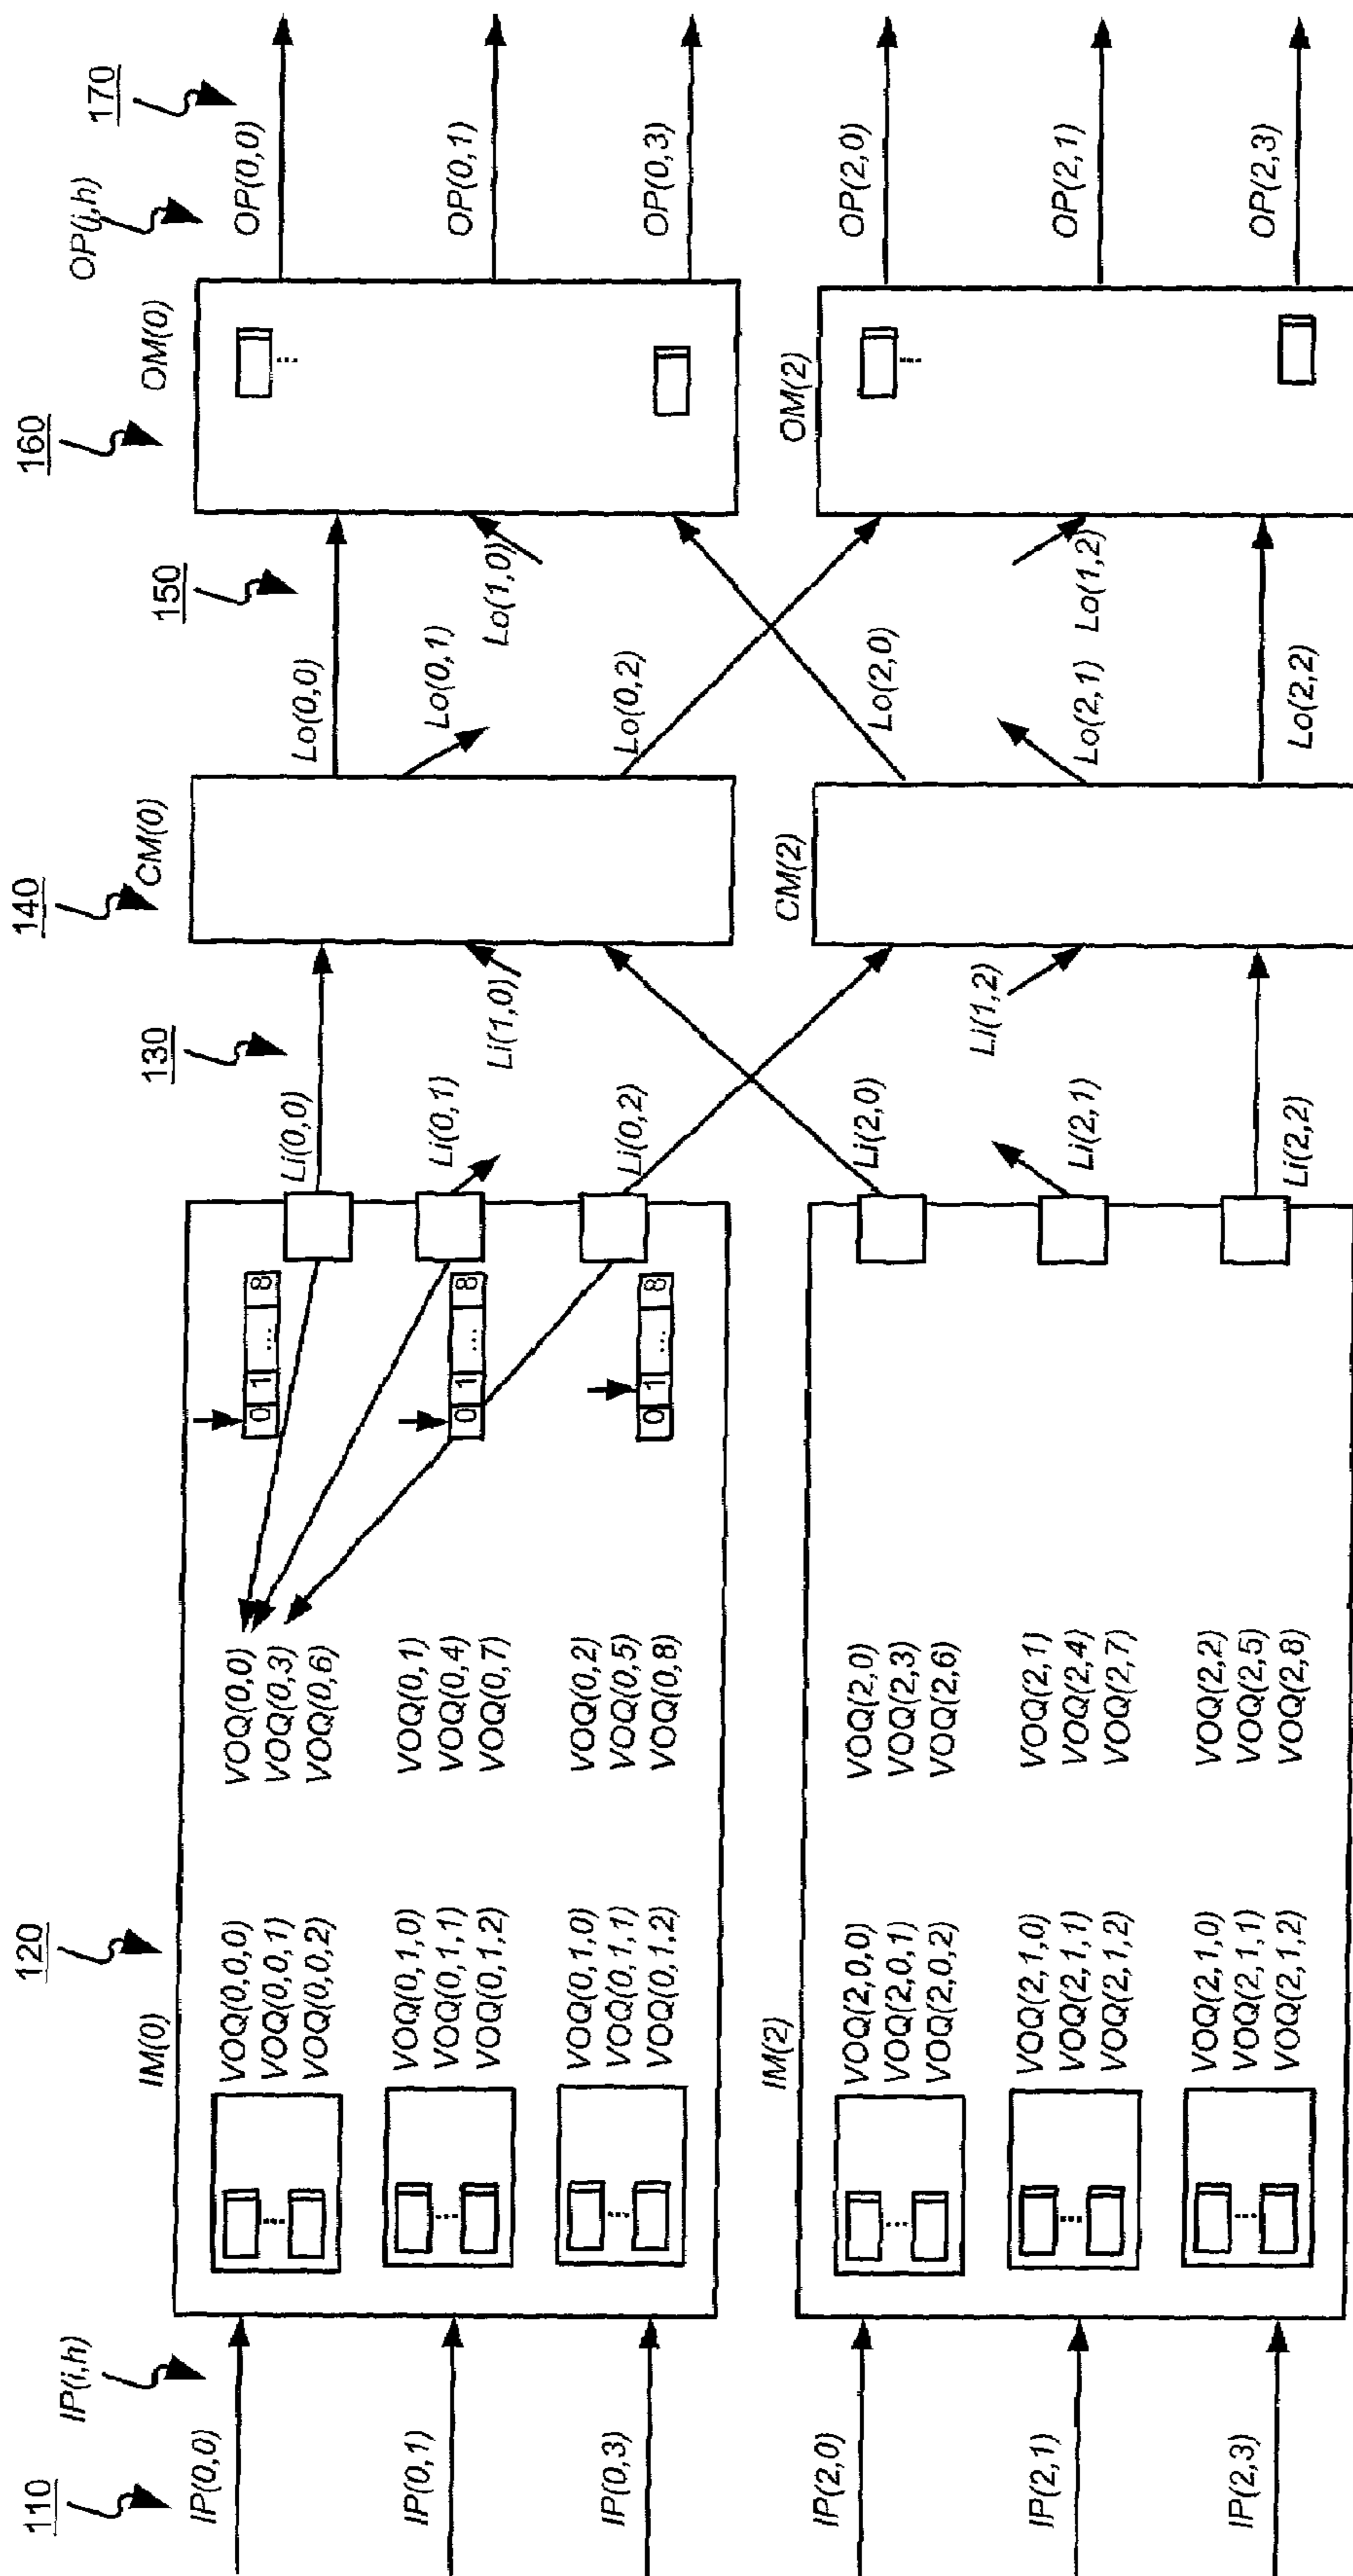 110
IP(i,h)
IP(0,0)
IP(0,1)
IP(0,3)
IP(2,0)
IP(2,1)
IP(2,3)
120
IM(0)
VOQ(0,0,0)
VOQ(0,0,1)
VOQ(0,0,2)
VOQ(0,1,0)
VOQ(0,1,1)
VOQ(0,1,2)
VOQ(0,1,0)
VOQ(0,1,1)
VOQ(0,1,2)
VOQ(0,0)
VOQ(0,3)
VOQ(0,6)
VOQ(0,1)
VOQ(0,4)
VOQ(0,7)
VOQ(0,2)
VOQ(0,5)
VOQ(0,8)
0 1 ... 8
0 1 ... 8
0 1 ... 8
IM(2)
VOQ(2,0,0)
VOQ(2,0,1)
VOQ(2,0,2)
VOQ(2,1,0)
VOQ(2,1,1)
VOQ(2,1,2)
VOQ(2,1,0)
VOQ(2,1,1)
VOQ(2,1,2)
VOQ(2,0)
VOQ(2,3)
VOQ(2,6)
VOQ(2,1)
VOQ(2,4)
VOQ(2,7)
VOQ(2,2)
VOQ(2,5)
VOQ(2,8)
130
Li(0,0)
Li(0,1)
Li(1,0)
Li(0,2)
Li(2,0)
Li(1,2)
Li(2,1)
Li(2,2)
140
CM(0)
CM(2)
150
Lo(0,0)
Lo(0,1)
Lo(1,0)
Lo(0,2)
Lo(2,0)
Lo(2,1)
Lo(1,2)
Lo(2,2)
160
OM(0)
OM(2)
170
OP(j,h)
OP(0,0)
OP(0,1)
OP(0,3)
OP(2,0)
OP(2,1)
OP(2,3)